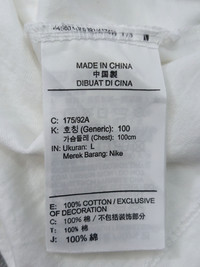 MADE IN CHINA
中国製
DIBUAT DI CINA
C: 175/92A
K: 호칭 (Generic): 100
가슴둘레 (Chest): 100cm
IN: Ukuran: L
Merek Barang: Nike
E: 100% COTTON / EXCLUSIVE
OF DECORATION
C: 100% 棉 / 不包括装饰部分
T: 100% 棉
J: 100% 綿